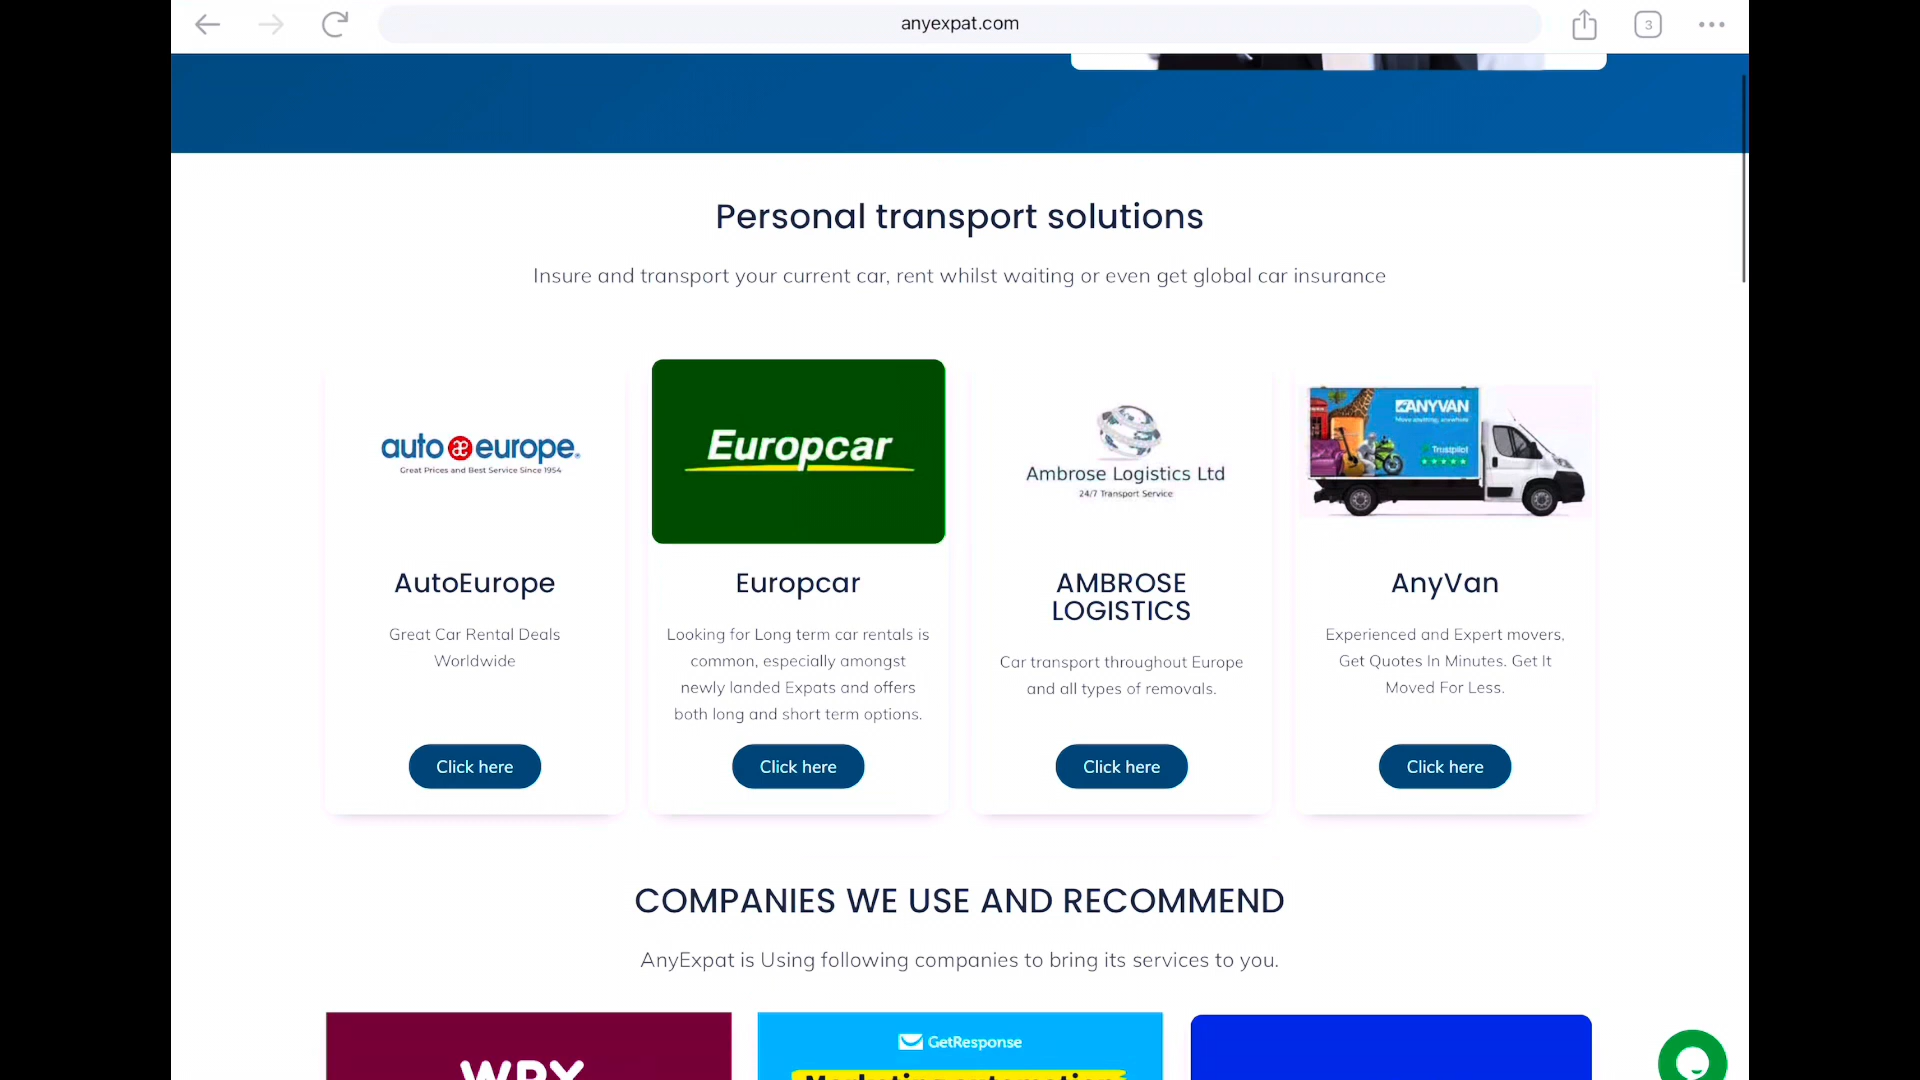 anyexpat.com
3
Personal transport solutions
Insure and transport your current car, rent whilst waiting or even get global car insurance
auto æ europe.
Great Prices and Best Service Since 1954
Europcar
Ambrose Logistics Ltd
24/7 Transport Service
ANYVAN
Move anything, anywhere
Trustpilot
AutoEurope
Great Car Rental Deals
Worldwide
Click here
Europcar
Looking for Long term car rentals is
common, especially amongst
newly landed Expats and offers
both long and short term options.
Click here
AMBROSE
LOGISTICS
Car transport throughout Europe
and all types of removals.
Click here
AnyVan
Experienced and Expert movers,
Get Quotes In Minutes. Get It
Moved For Less.
Click here
COMPANIES WE USE AND RECOMMEND
AnyExpat is Using following companies to bring its services to you.
WPX
GetResponse
Marketing automation